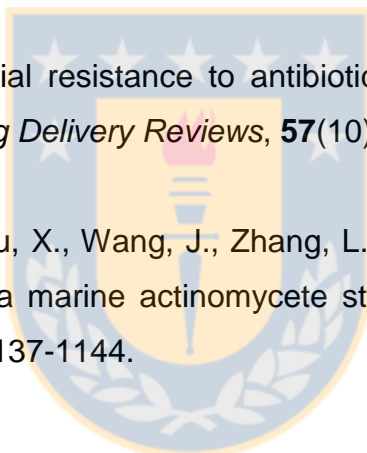 ial resistance to antibiotic
g Delivery Reviews, 57(10)
u, X., Wang, J., Zhang, L.
a marine actinomycete st
137-1144.